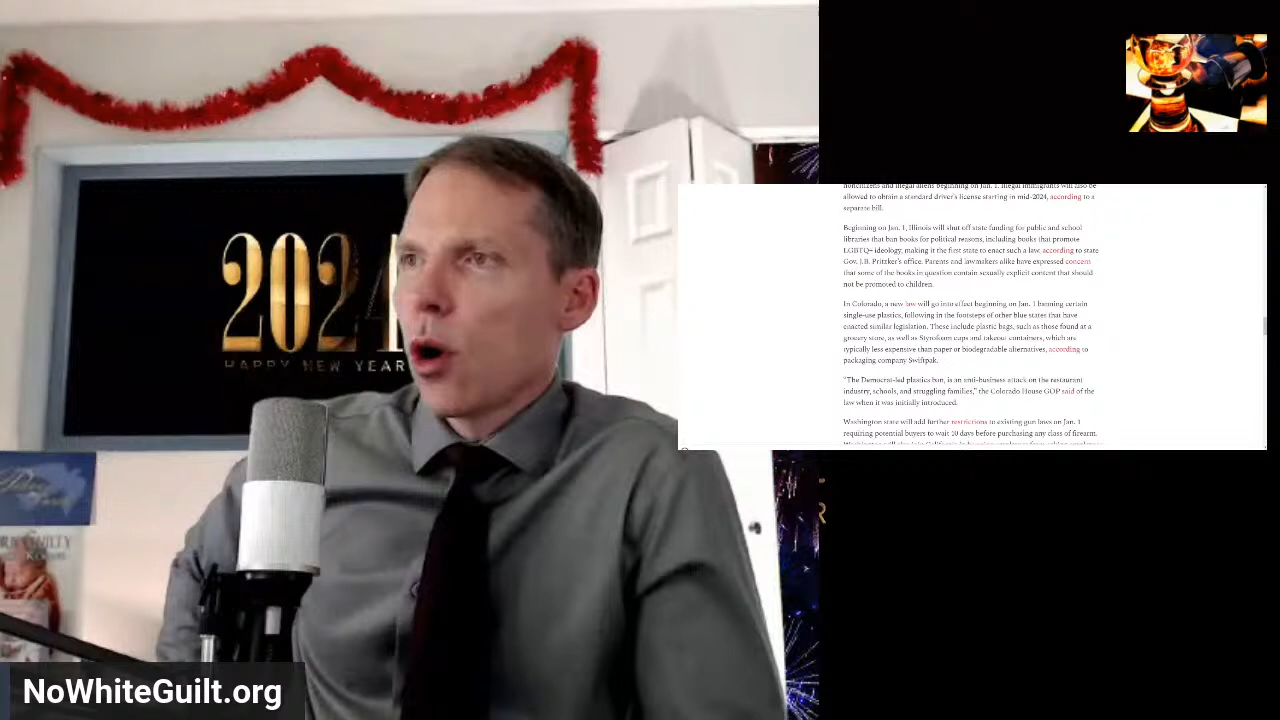 2024
HAPPY NEW YEAR
noncitizens and illegal aliens beginning on Jan. 1. Illegal immigrants will also be
allowed to obtain a standard driver's license starting in mid-2024, according to a
separate bill.
Beginning on Jan. 1, Illinois will shut off state funding for public and school
libraries that ban books for political reasons, including books that promote
LGBTQ+ ideology, making it the first state to enact such a law, according to state
Gov. J.B. Pritzker's office. Parents and lawmakers alike have expressed concern
that some of the books in question contain sexually explicit content that should
not be promoted to children.
In Colorado, a new law will go into effect beginning on Jan. 1 banning certain
single-use plastics, following in the footsteps of other blue states that have
enacted similar legislation. These include plastic bags, such as those found at a
grocery store, as well as Styrofoam cups and takeout containers, which are
typically less expensive than paper or biodegradable alternatives, according to
packaging company Swiftpak.
"The Democrat-led plastics ban, is an anti-business attack on the restaurant
industry, schools, and struggling families," the Colorado House GOP said of the
law when it was initially introduced.
Washington state will add further restrictions to existing gun laws on Jan. 1
requiring potential buyers to wait 10 days before purchasing any class of firearm.
NoWhiteGuilt.org